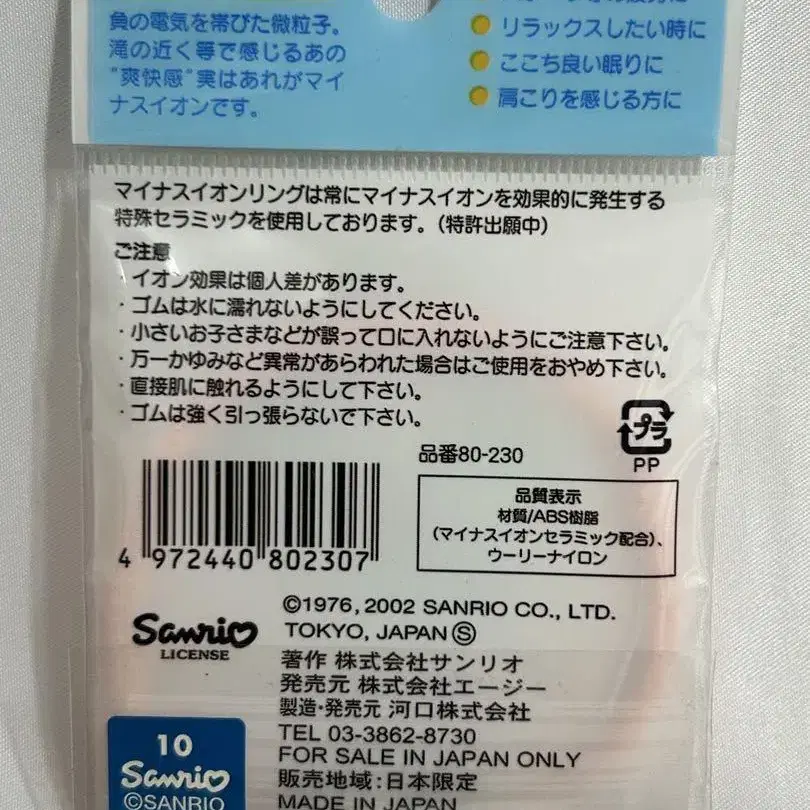 負の電気を帯びた微粒子。
滝の近く等で感じるあの
"爽快感"実はあれがマイ
ナスイオンです。
リラックスしたい時に
ここち良い眠りに
肩こりを感じる方に
マイナスイオンリングは常にマイナスイオンを効果的に発生する
特殊セラミックを使用しております。(特許出願中)
ご注意
・イオン効果は個人差があります。
・ゴムは水に濡れないようにしてください。
・小さいお子さまなどが誤って口に入れないようにご注意下さい。
・万一かゆみなど異常があらわれた場合はご使用をおやめ下さい。
・直接肌に触れるようにして下さい。
・ゴムは強く引っ張らないで下さい。
プラ
PP
品番80-230
品質表示
材質/ABS樹脂
(マイナスイオンセラミック配合)、
ウーリーナイロン
4 972440 802307
Sanrio
LICENSE
©1976, 2002 SANRIO CO., LTD.
TOKYO, JAPAN Ⓢ
著作 株式会社サンリオ
発売元 株式会社エージー
製造・発売元 河口株式会社
TEL 03-3862-8730
FOR SALE IN JAPAN ONLY
販売地域:日本限定
MADE IN JAPAN
10
Sanrio
©SANRIO